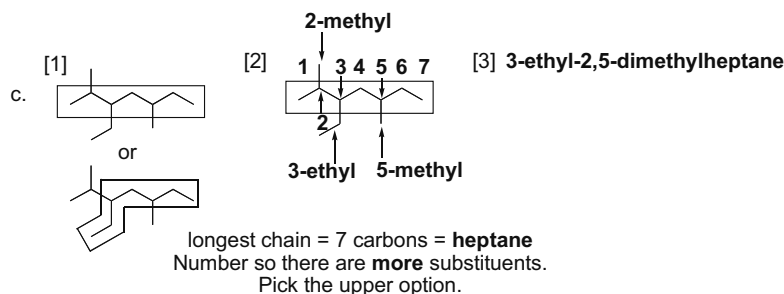 2-methyl
[1]
[2]
1 3 4 5 6 7
[3] 3-ethyl-2,5-dimethylheptane
c.
2
or
3-ethyl
5-methyl
longest chain = 7 carbons = heptane
Number so there are more substituents.
Pick the upper option.